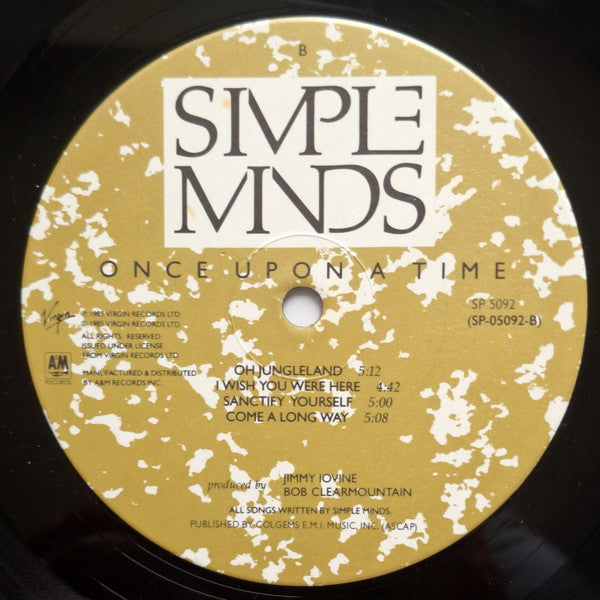 B
SIMPLE
MINDS
ONCE UPON A TIME
SP 5092
(SP-05092-B)
Virgin
℗ 1985 VIRGIN RECORDS LTD
© 1985 VIRGIN RECORDS LTD
ALL RIGHTS RESERVED
ISSUED UNDER LICENSE
FROM VIRGIN RECORDS LTD
A&M
RECORDS
MANUFACTURED & DISTRIBUTED
BY A&M RECORDS INC.
OH JUNGLELAND 5:12
I WISH YOU WERE HERE 4:42
SANCTIFY YOURSELF 5:00
COME A LONG WAY 5:08
produced by JIMMY IOVINE
BOB CLEARMOUNTAIN
ALL SONGS WRITTEN BY SIMPLE MINDS.
PUBLISHED BY COLGEMS E.M.I. MUSIC, INC. (ASCAP)